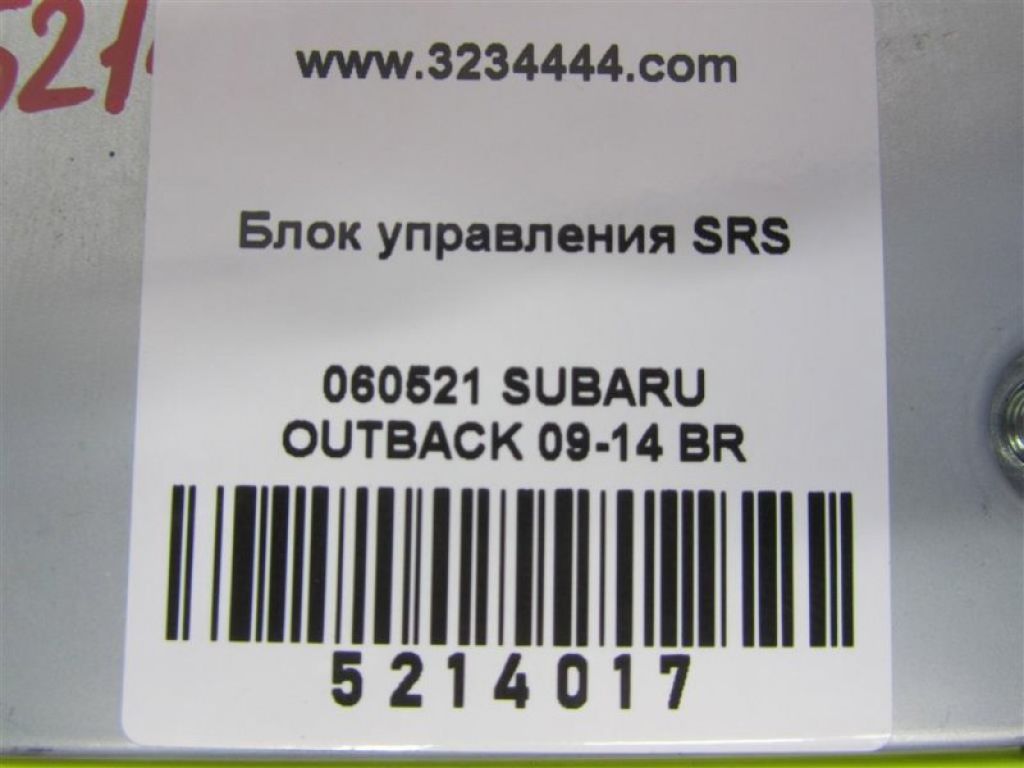 www.3234444.com
Блок управления SRS
060521 SUBARU
OUTBACK 09-14 BR
5214017